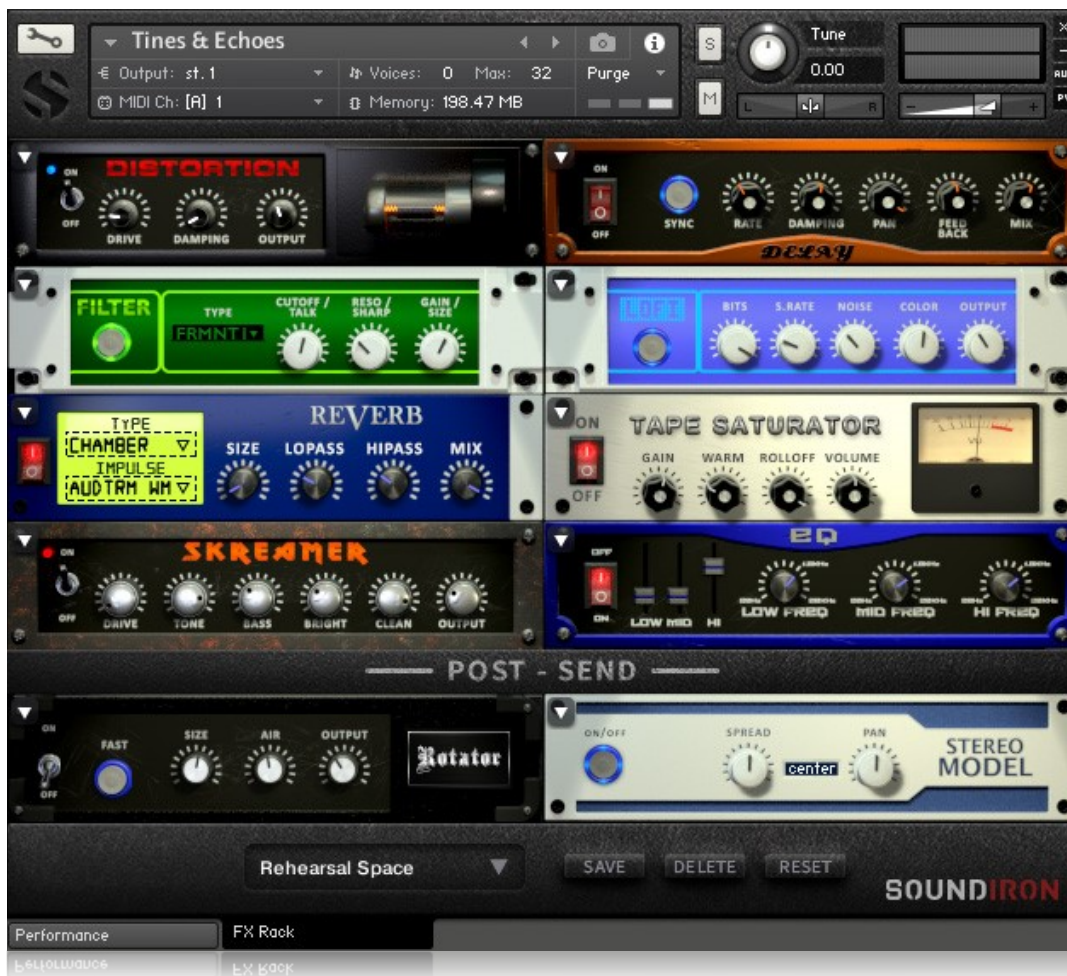 Tines & Echoes
Output: st.1 Voices: 0 Max: 32 Purge
MIDI Ch: [A] 1 Memory: 198.47 MB
S
M
Tune
0.00
L R
- +
AU
PV
DISTORTION
ON
OFF
DRIVE DAMPING OUTPUT
ON
OFF
SYNC RATE DAMPING PAN FEED BACK MIX
DELAY
FILTER
TYPE
FRMNT I
CUTOFF / TALK
RESO / SHARP
GAIN / SIZE
LOFI
BITS S.RATE NOISE COLOR OUTPUT
TYPE
CHAMBER
IMPULSE
AUDTRM WM
REVERB
SIZE LOPASS HIPASS MIX
ON
OFF
TAPE SATURATOR
GAIN WARM ROLLOFF VOLUME
VU
SKREAMER
ON
OFF
DRIVE TONE BASS BRIGHT CLEAN OUTPUT
EQ
OFF
ON
LOW MID HI
LOW FREQ MID FREQ HI FREQ
POST - SEND
ON
OFF
FAST
SIZE AIR OUTPUT
Rotator
ON/OFF
SPREAD
center
PAN
STEREO
MODEL
Rehearsal Space
SAVE DELETE RESET
SOUNDIRON
Performance FX Rack